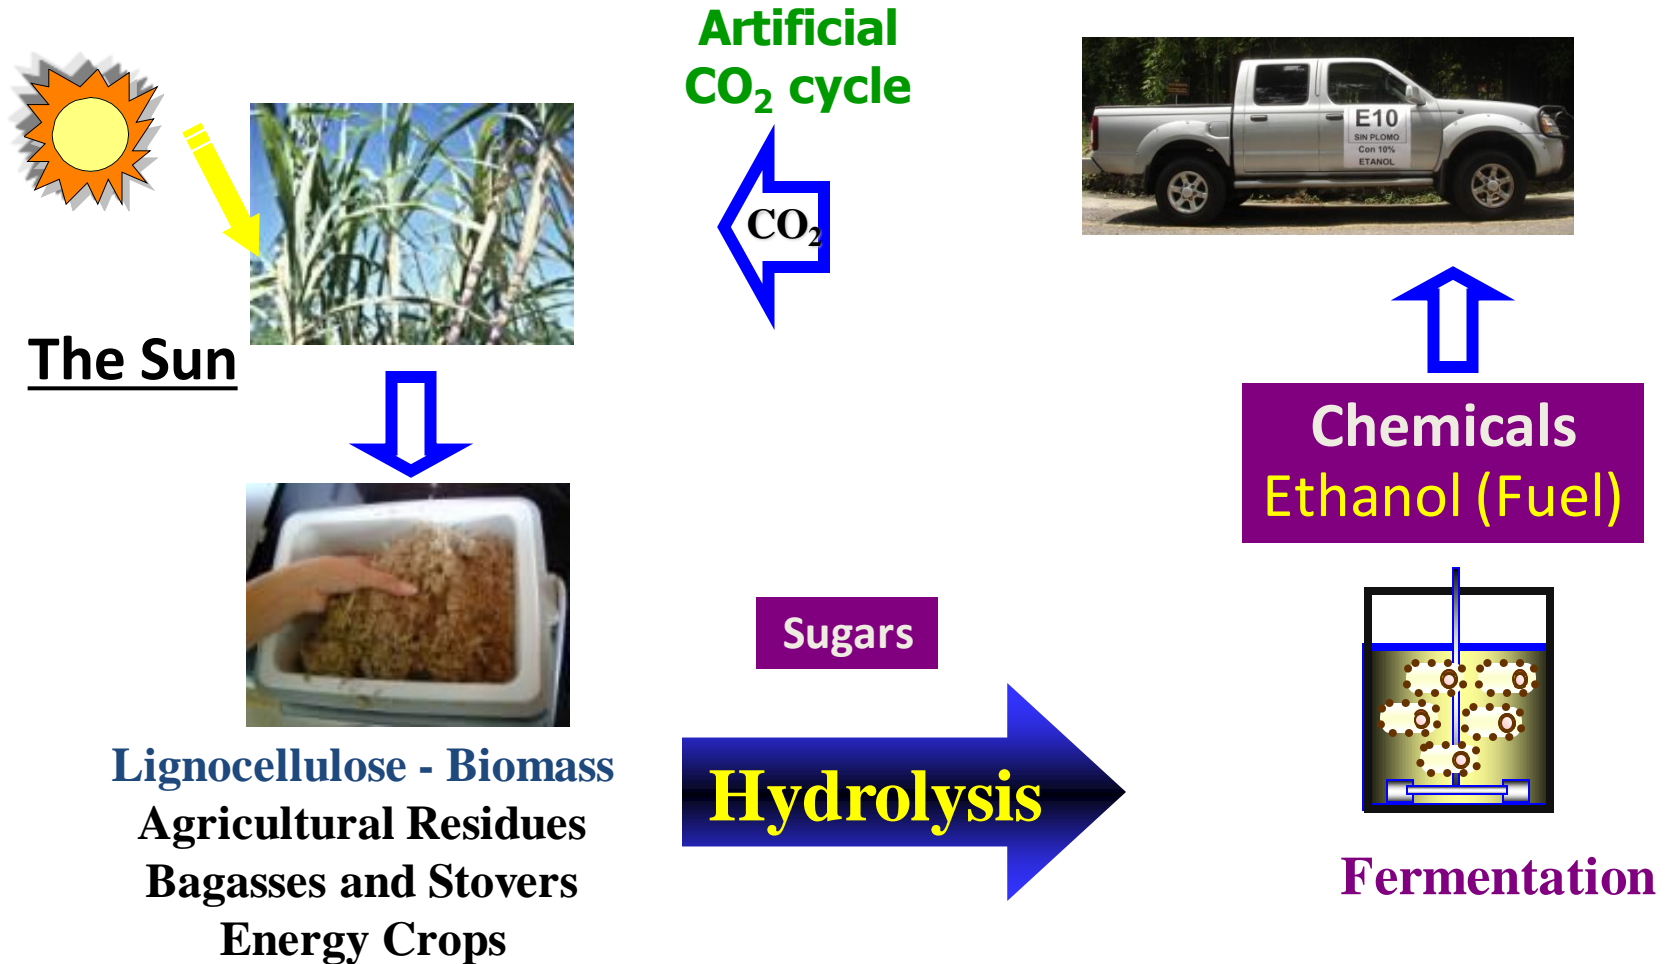 Artificial
CO₂ cycle
E10
SIN PLOMO
Con 10%
ETANOL
CO₂
The Sun
Chemicals
Ethanol (Fuel)
Sugars
Lignocellulose - Biomass
Agricultural Residues
Bagasses and Stovers
Energy Crops
Hydrolysis
Fermentation